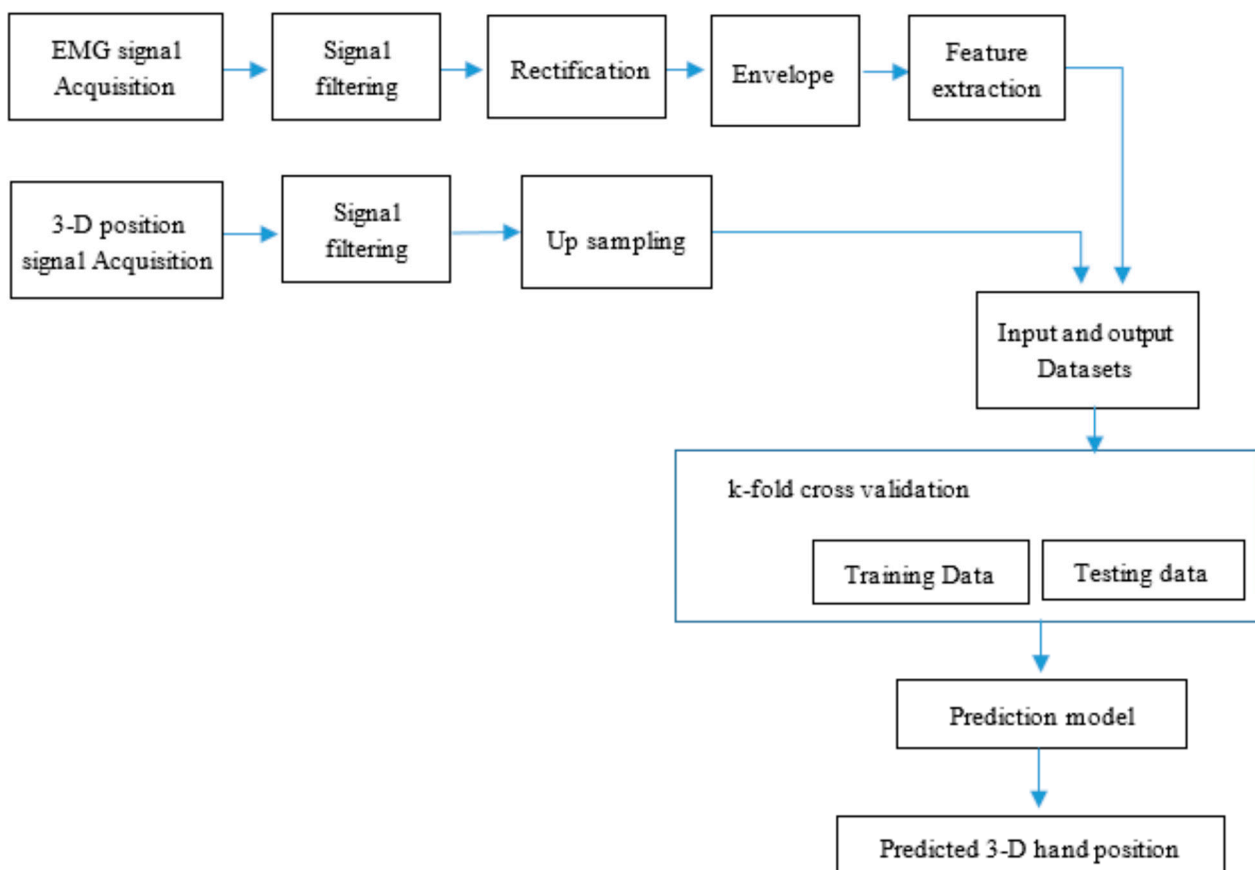 EMG signal
Acquisition
Signal
filtering
Rectification
Envelope
Feature
extraction
3-D position
signal Acquisition
Signal
filtering
Up sampling
Input and output
Datasets
k-fold cross validation
Training Data
Testing data
Prediction model
Predicted 3-D hand position